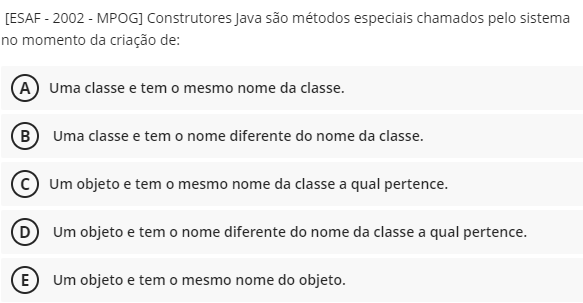 [ESAF - 2002 - MPOG] Construtores Java são métodos especiais chamados pelo sistema
no momento da criação de:
A Uma classe e tem o mesmo nome da classe.
B Uma classe e tem o nome diferente do nome da classe.
C Um objeto e tem o mesmo nome da classe a qual pertence.
D Um objeto e tem o nome diferente do nome da classe a qual pertence.
E Um objeto e tem o mesmo nome do objeto.